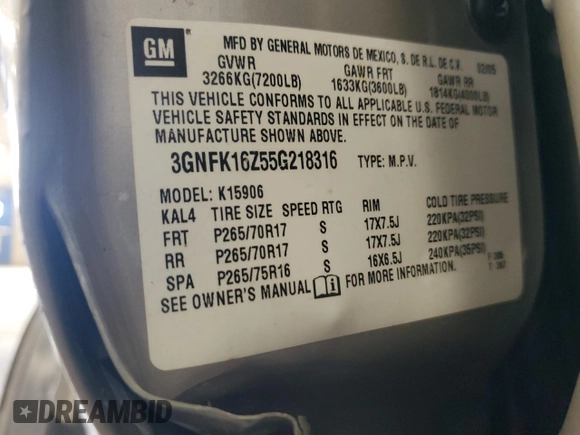 GM
MFD BY GENERAL MOTORS DE MEXICO, S. DE R.L. DE C.V. 02/05
GVWR GAWR FRT GAWR RR
3266KG(7200LB) 1633KG(3600LB) 1814KG(4000LB)
THIS VEHICLE CONFORMS TO ALL APPLICABLE U.S. FEDERAL MOTOR
VEHICLE SAFETY STANDARDS IN EFFECT ON THE DATE OF
MANUFACTURE SHOWN ABOVE.
3GNFK16Z55G218316 TYPE: M.P.V.
MODEL: K15906
KAL4 TIRE SIZE SPEED RTG RIM COLD TIRE PRESSURE
FRT P265/70R17 S 17X7.5J 220KPA(32PSI)
RR P265/70R17 S 17X7.5J 220KPA(32PSI)
SPA P265/75R16 S 16X6.5J 240KPA(35PSI)
SEE OWNER'S MANUAL FOR MORE INFORMATION.
DREAMBID